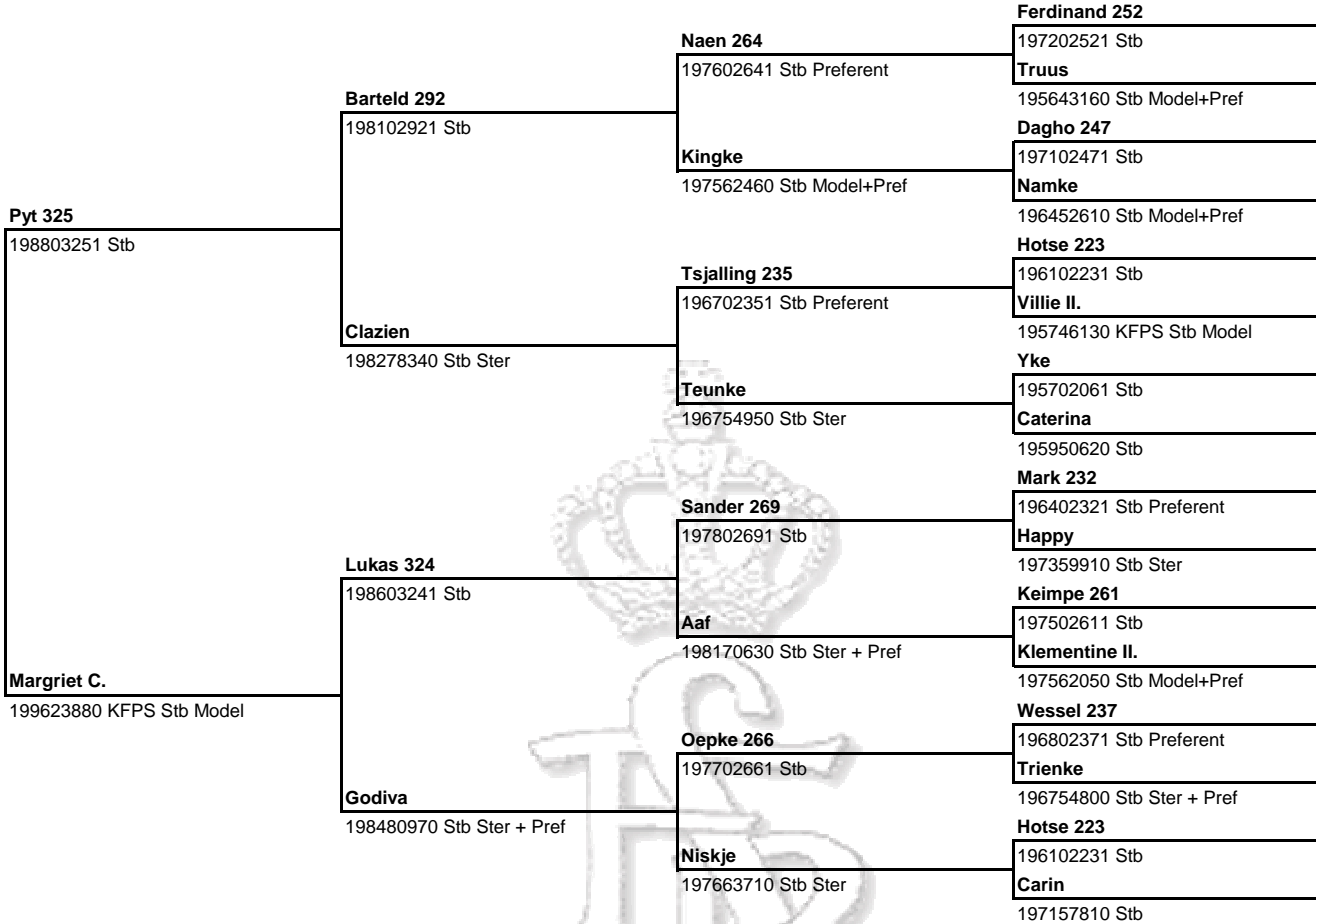 Ferdinand 252
Naen 264
197202521 Stb
197602641 Stb Preferent
Truus
Barteld 292
195643160 Stb Model+Pref
198102921 Stb
Dagho 247
Kingke
197102471 Stb
197562460 Stb Model+Pref
Namke
Pyt 325
196452610 Stb Model+Pref
198803251 Stb
Hotse 223
Tsjalling 235
196102231 Stb
196702351 Stb Preferent
Villie II.
Clazien
195746130 KFPS Stb Model
198278340 Stb Ster
Yke
Teunke
195702061 Stb
196754950 Stb Ster
Caterina
195950620 Stb
Mark 232
Sander 269
196402321 Stb Preferent
197802691 Stb
Happy
Lukas 324
197359910 Stb Ster
198603241 Stb
Keimpe 261
Aaf
197502611 Stb
198170630 Stb Ster + Pref
Klementine II.
Margriet C.
197562050 Stb Model+Pref
199623880 KFPS Stb Model
Wessel 237
Oepke 266
196802371 Stb Preferent
197702661 Stb
Trienke
Godiva
196754800 Stb Ster + Pref
198480970 Stb Ster + Pref
Hotse 223
Niskje
196102231 Stb
197663710 Stb Ster
Carin
197157810 Stb